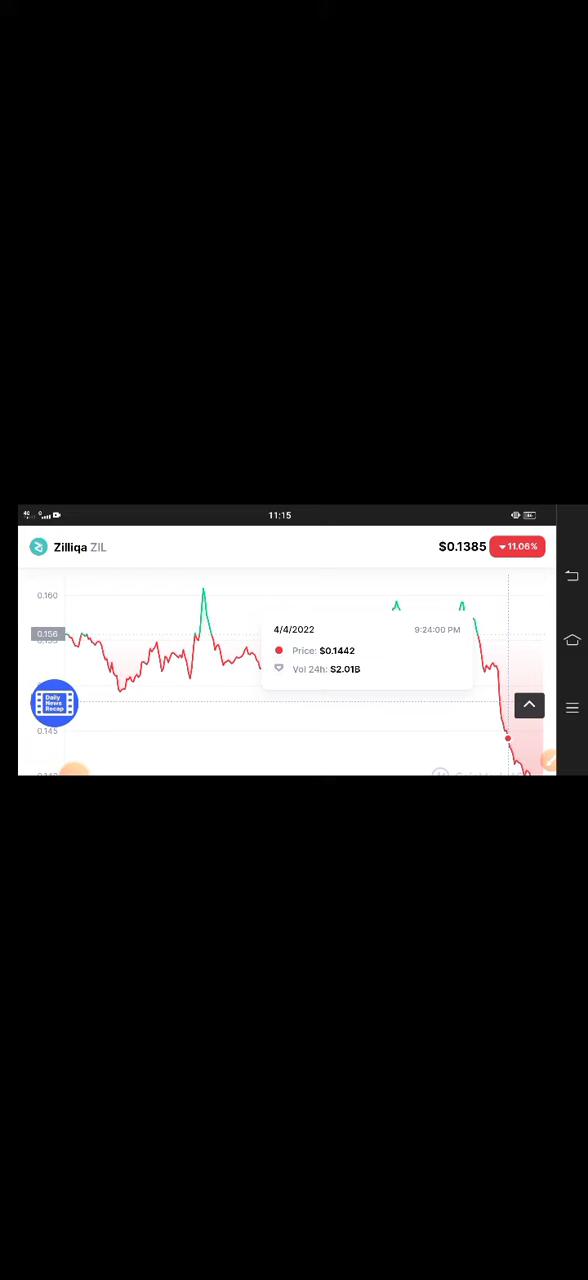 11:15
Zilliqa ZIL
$0.1385 11.06%
0.160
0.156
4/4/2022 9:24:00 PM
Price: $0.1442
Vol 24h: $2.01B
Daily
News
Recap
0.145